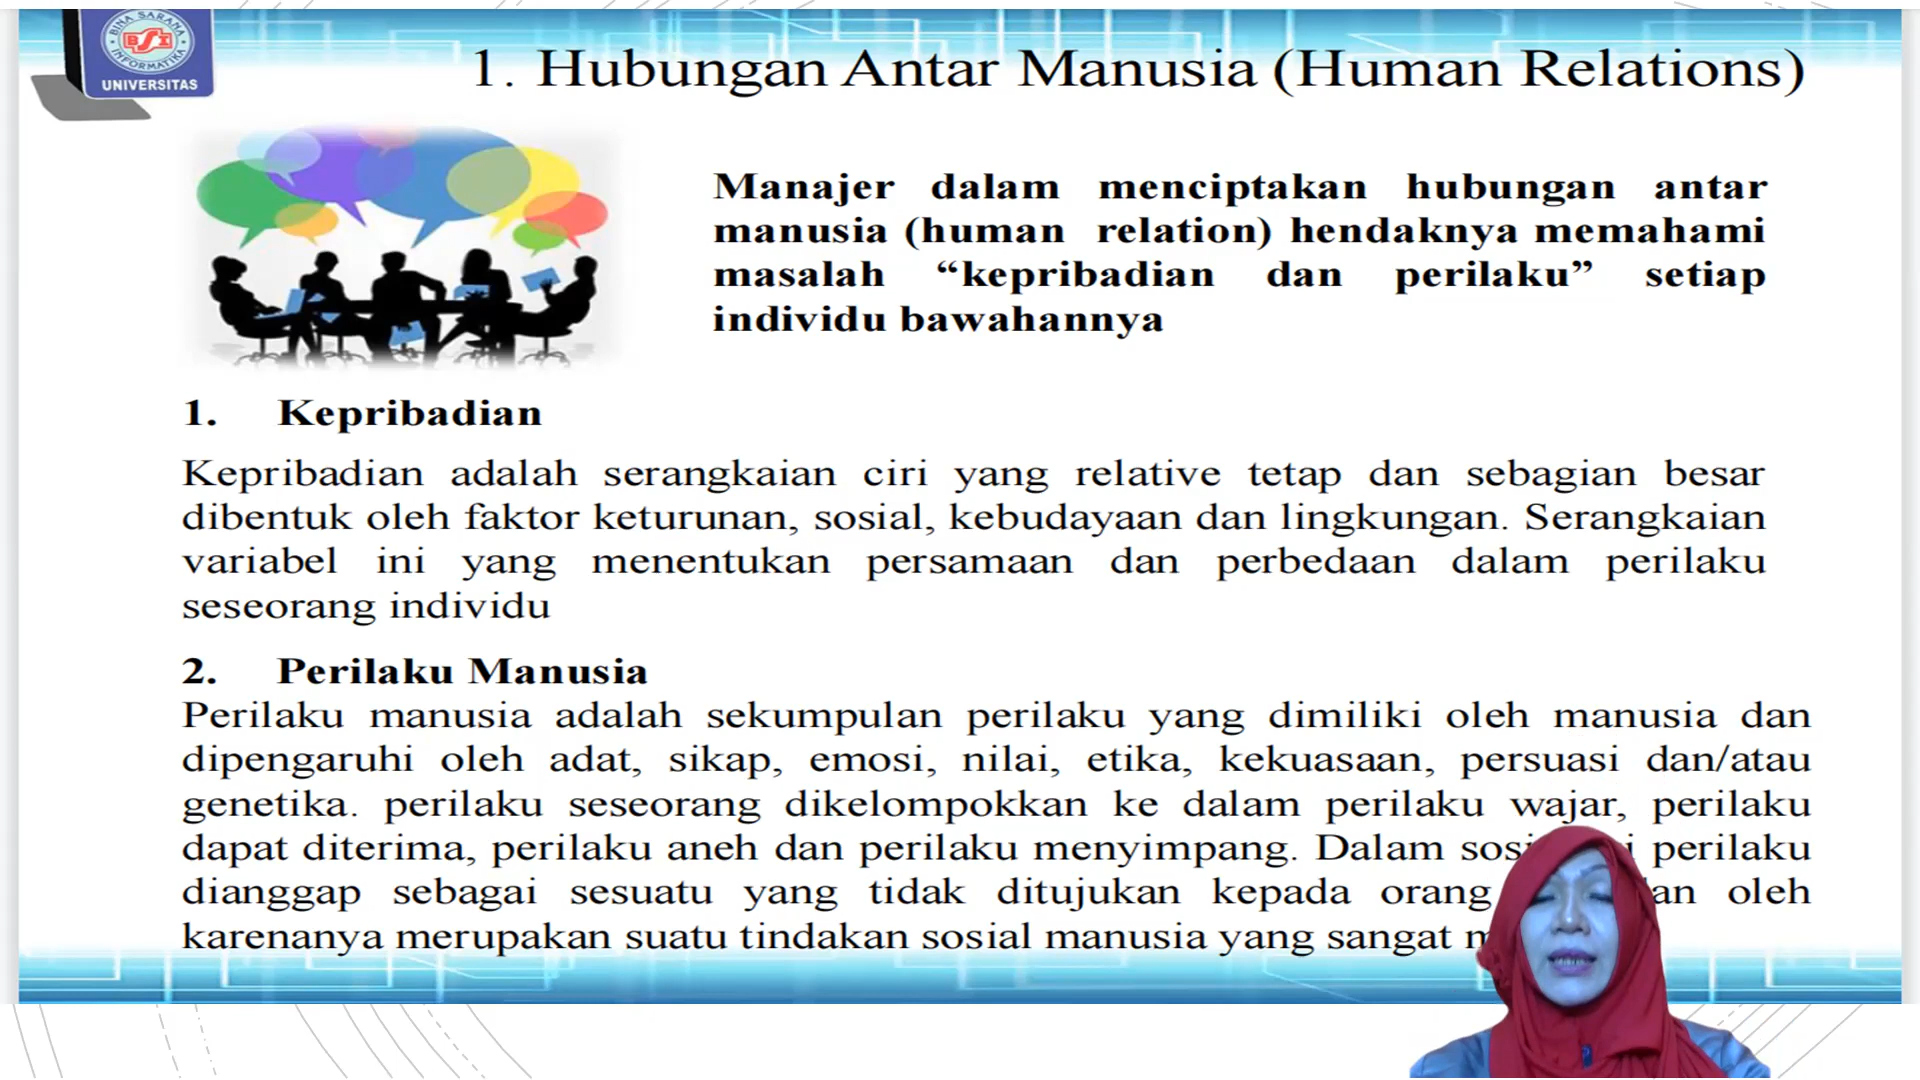 BINA SARANA
BSI
INFORMATIKA
UNIVERSITAS
1. Hubungan Antar Manusia (Human Relations)
Manajer dalam menciptakan hubungan antar
manusia (human relation) hendaknya memahami
masalah “kepribadian dan perilaku” setiap
individu bawahannya
1. Kepribadian
Kepribadian adalah serangkaian ciri yang relative tetap dan sebagian besar
dibentuk oleh faktor keturunan, sosial, kebudayaan dan lingkungan. Serangkaian
variabel ini yang menentukan persamaan dan perbedaan dalam perilaku
seseorang individu
2. Perilaku Manusia
Perilaku manusia adalah sekumpulan perilaku yang dimiliki oleh manusia dan
dipengaruhi oleh adat, sikap, emosi, nilai, etika, kekuasaan, persuasi dan/atau
genetika. perilaku seseorang dikelompokkan ke dalam perilaku wajar, perilaku
dapat diterima, perilaku aneh dan perilaku menyimpang. Dalam perilaku
dianggap sebagai sesuatu yang tidak ditujukan kepada orang oleh
karenanya merupakan suatu tindakan sosial manusia yang sangat